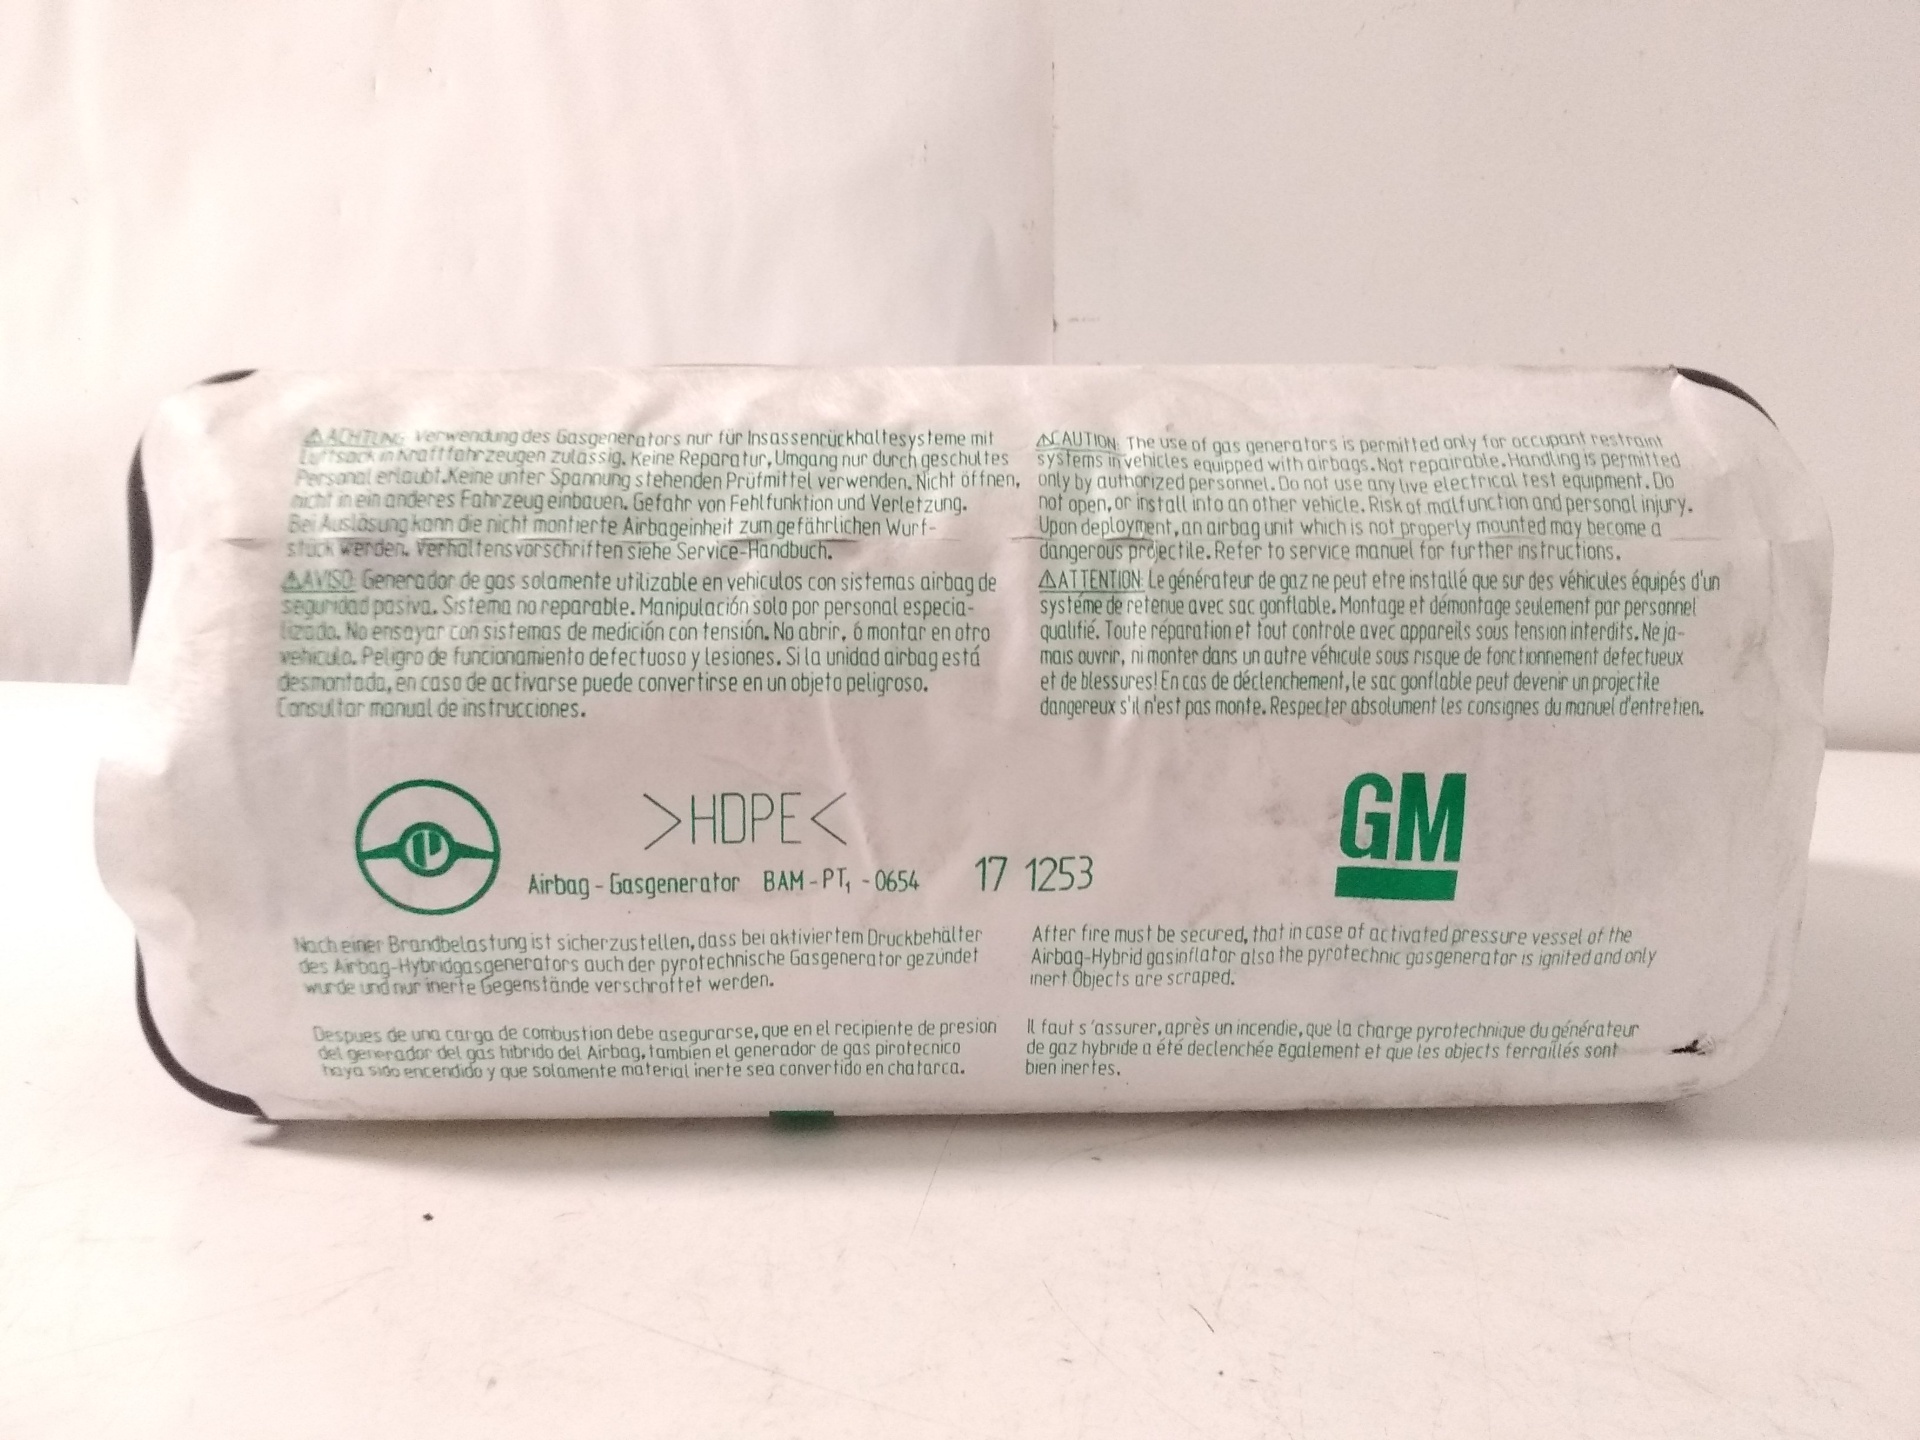 ⚠ACHTUNG: Verwendung des Gasgenerators nur für Insassenrückhaltesysteme mit
Luftsack in Kraftfahrzeugen zulässig. Keine Reparatur, Umgang nur durch geschultes
Personal erlaubt. Keine unter Spannung stehenden Prüfmittel verwenden. Nicht öffnen,
nicht in ein anderes Fahrzeug einbauen. Gefahr von Fehlfunktion und Verletzung.
Bei Auslösung kann die nicht montierte Airbageinheit zum gefährlichen Wurf-
stück werden. Verhaltensvorschriften siehe Service-Handbuch.
⚠AVISO: Generador de gas solamente utilizable en vehiculos con sistemas airbag de
seguridad pasiva. Sistema no reparable. Manipulación solo por personal especia-
lizado. No ensayar con sistemas de medición con tensión. No abrir, ó montar en otro
vehiculo. Peligro de funcionamiento defectuoso y lesiones. Si la unidad airbag está
desmontada, en caso de activarse puede convertirse en un objeto peligroso.
Consultar manual de instrucciones.
⚠CAUTION: The use of gas generators is permitted only for occupant restraint
systems in vehicles equipped with airbags. Not repairable. Handling is permitted
only by authorized personnel. Do not use any live electrical test equipment. Do
not open, or install into an other vehicle. Risk of malfunction and personal injury.
Upon deployment, an airbag unit which is not properly mounted may become a
dangerous projectile. Refer to service manual for further instructions.
⚠ATTENTION: Le générateur de gaz ne peut etre installé que sur des véhicules équipés d'un
systéme de retenue avec sac gonflable. Montage et démontage seulement par personnel
qualifié. Toute réparation et tout controle avec appareils sous tension interdits. Ne ja-
mais ouvrir, ni monter dans un autre véhicule sous risque de fonctionnement defectueux
et de blessures! En cas de déclenchement, le sac gonflable peut devenir un projectile
dangereux s'il n'est pas monte. Respecter absolument les consignes du manuel d'entretien.
>HDPE<
Airbag - Gasgenerator BAM - PT₁ - 0654
17 1253
GM
Nach einer Brandbelastung ist sicherzustellen, dass bei aktiviertem Druckbehälter
des Airbag-Hybridgasgenerators auch der pyrotechnische Gasgenerator gezündet
wurde und nur inerte Gegenstände verschrottet werden.
After fire must be secured, that in case of activated pressure vessel of the
Airbag-Hybrid gasinflator also the pyrotechnic gasgenerator is ignited and only
inert Objects are scraped.
Despues de una carga de combustion debe asegurarse, que en el recipiente de presion
del generador del gas hibrido del Airbag, tambien el generador de gas pirotecnico
haya sido encendido y que solamente material inerte sea convertido en chatarca.
Il faut s'assurer, après un incendie, que la charge pyrotechnique du générateur
de gaz hybride a été declenchée egalement et que les objects ferraillés sont
bien inertes.